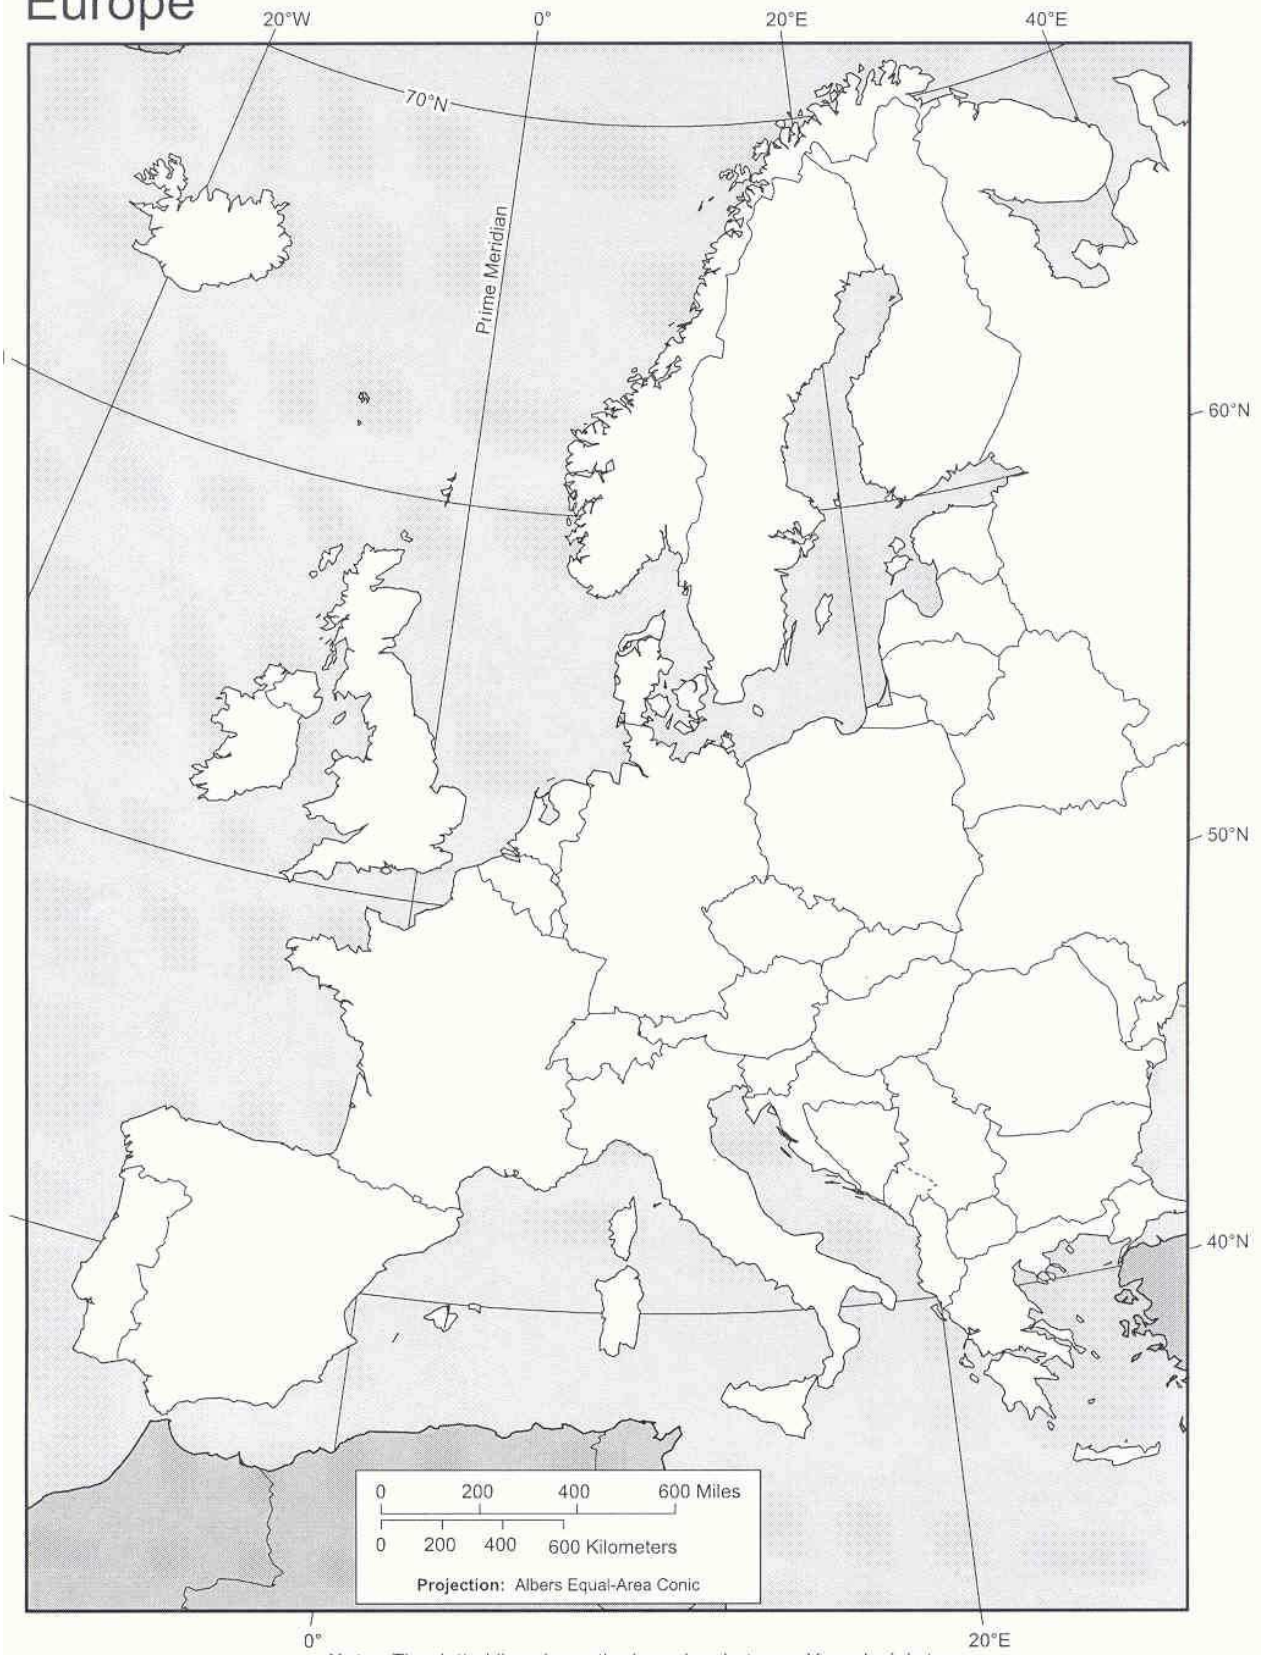 Europe
20°W 0° 20°E 40°E
70°N
Prime Meridian
60°N
50°N
40°N
0 200 400 600 Miles
0 200 400 600 Kilometers
Projection: Albers Equal-Area Conic
0° 20°E